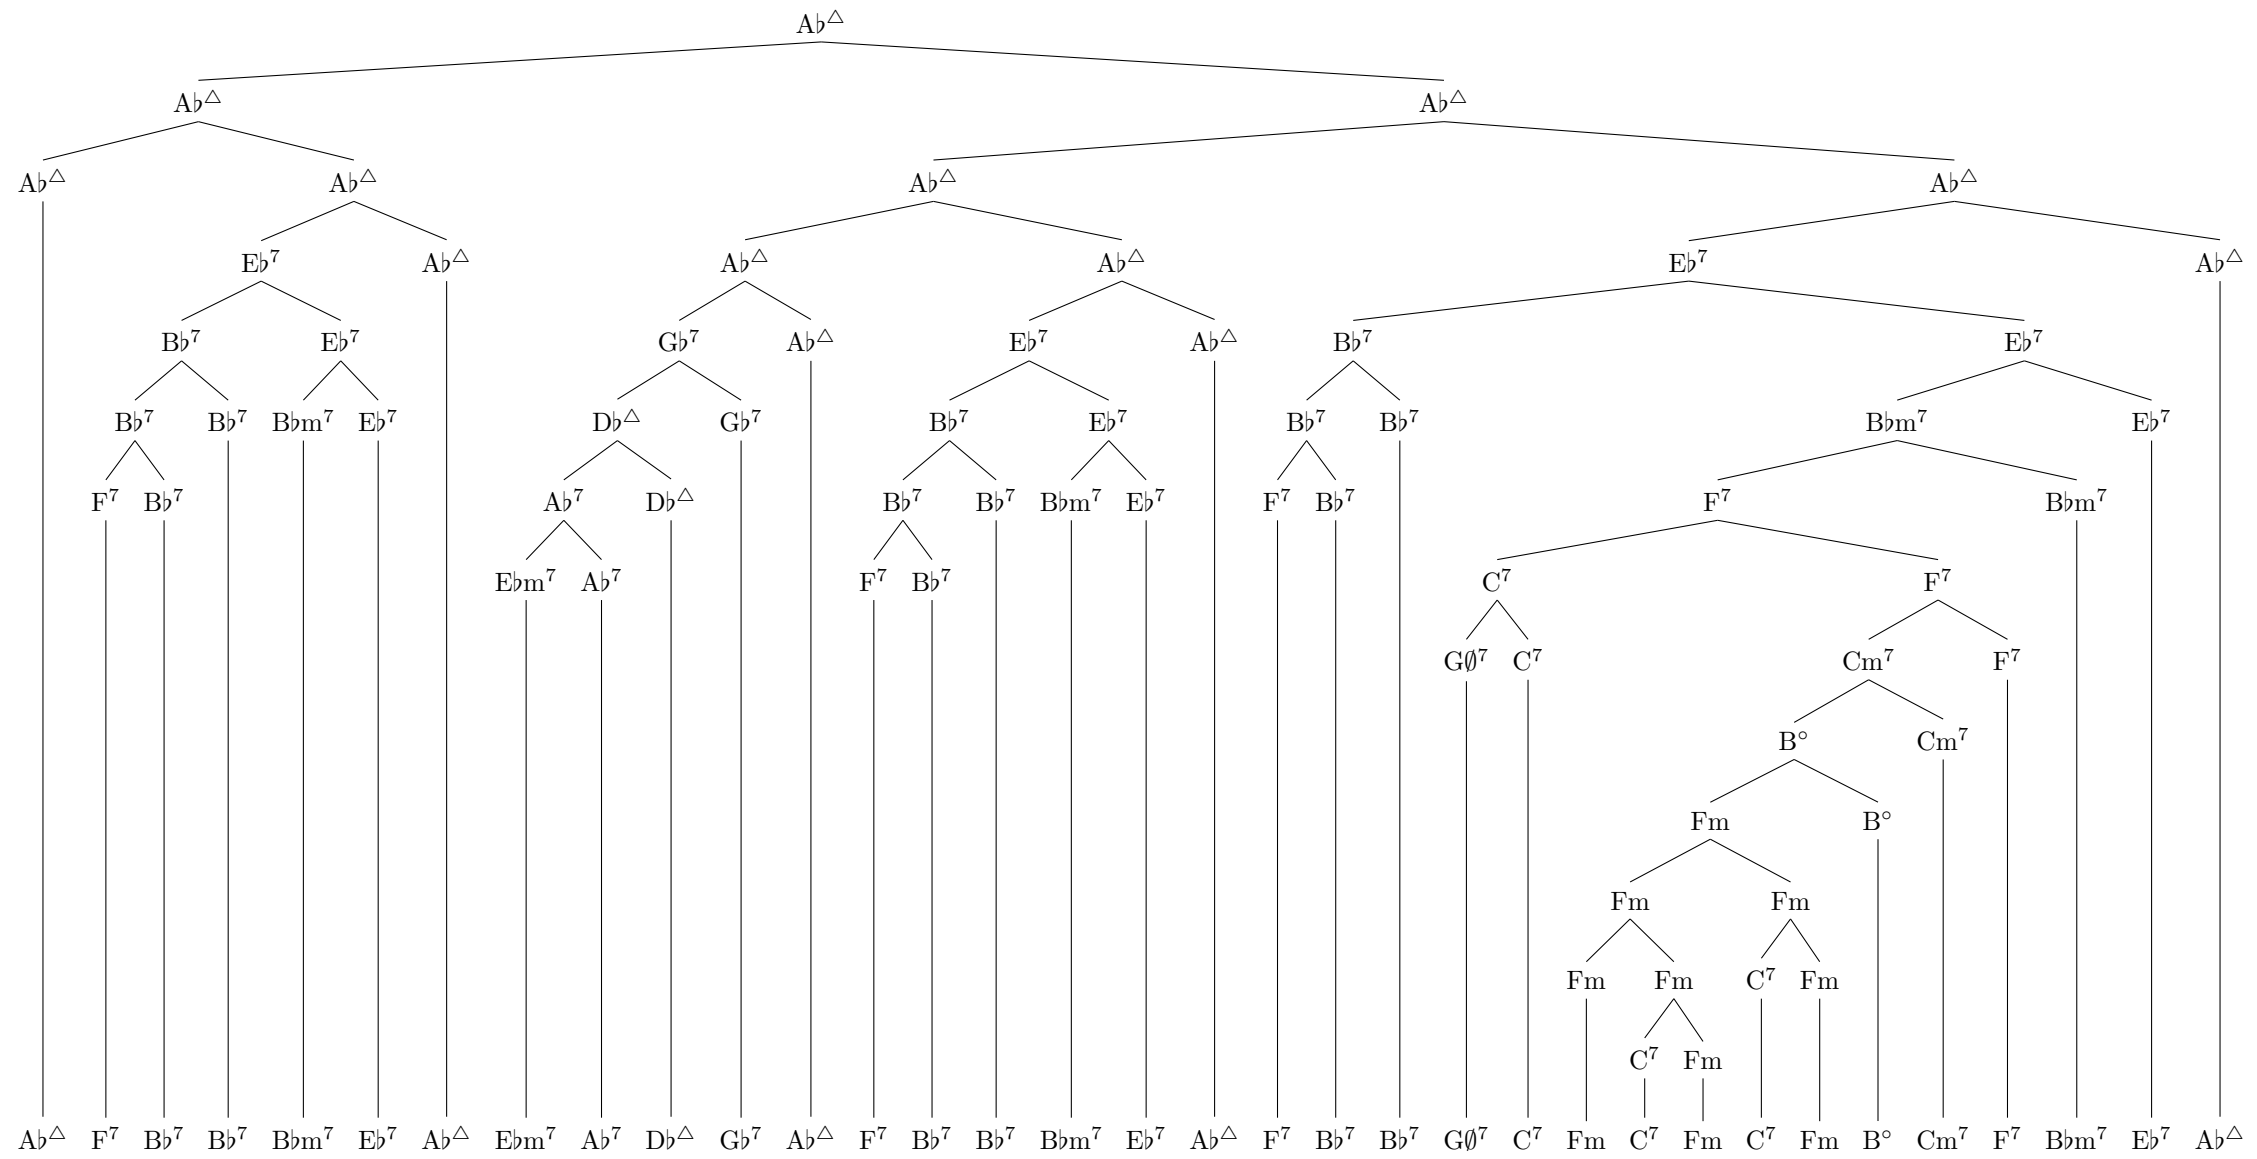 A♭△
A♭△ A♭△
A♭△ A♭△ A♭△ A♭△
E♭⁷ A♭△ A♭△ A♭△ E♭⁷ A♭△
B♭⁷ E♭⁷ G♭⁷ A♭△ E♭⁷ A♭△ B♭⁷ E♭⁷
B♭⁷ B♭⁷ B♭m⁷ E♭⁷ D♭△ G♭⁷ B♭⁷ E♭⁷ B♭⁷ B♭⁷ B♭m⁷ E♭⁷
F⁷ B♭⁷ A♭⁷ D♭△ B♭⁷ B♭⁷ B♭m⁷ E♭⁷ F⁷ B♭⁷ F⁷ B♭m⁷
E♭m⁷ A♭⁷ F⁷ B♭⁷ C⁷ F⁷
G∅⁷ C⁷ Cm⁷ F⁷
B° Cm⁷
Fm B°
Fm Fm
Fm Fm C⁷ Fm
C⁷ Fm
A♭△ F⁷ B♭⁷ B♭⁷ B♭m⁷ E♭⁷ A♭△ E♭m⁷ A♭⁷ D♭△ G♭⁷ A♭△ F⁷ B♭⁷ B♭⁷ B♭m⁷ E♭⁷ A♭△ F⁷ B♭⁷ B♭⁷ G∅⁷ C⁷ Fm C⁷ Fm C⁷ Fm B° Cm⁷ F⁷ B♭m⁷ E♭⁷ A♭△